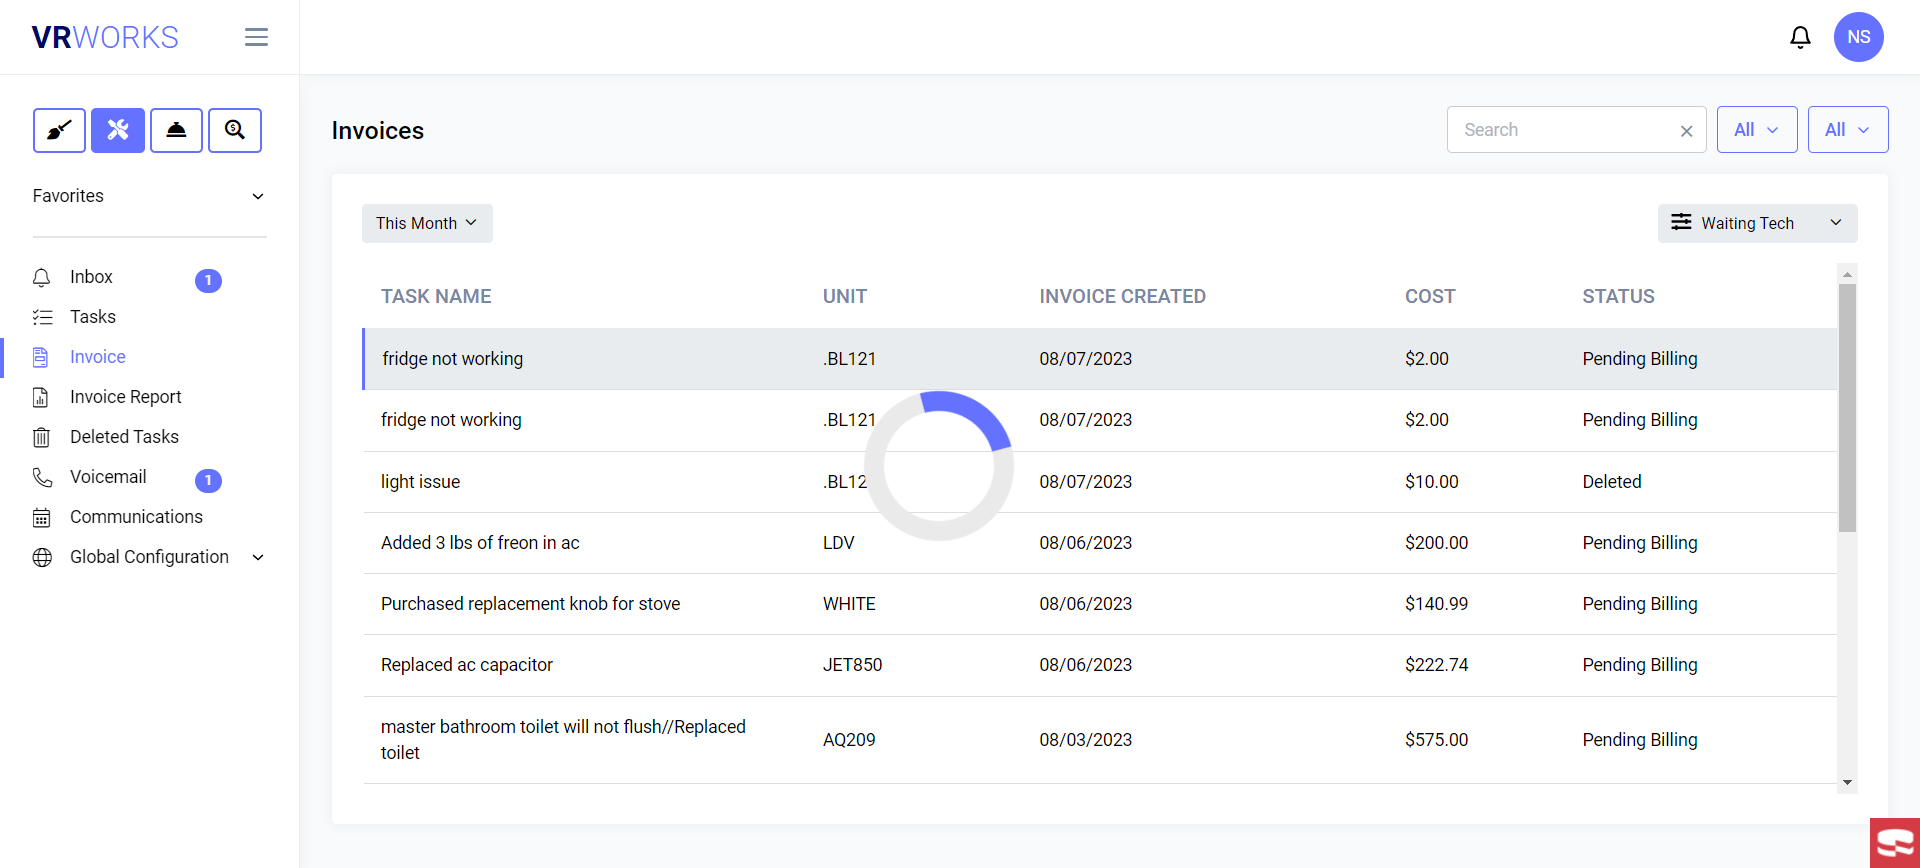 VRWORKS
NS
Invoices
Search
All
All
Favorites
This Month
Waiting Tech
Inbox
1
Tasks
Invoice
Invoice Report
Deleted Tasks
Voicemail
1
Communications
Global Configuration
TASK NAME UNIT INVOICE CREATED COST STATUS
fridge not working .BL121 08/07/2023 $2.00 Pending Billing
fridge not working .BL121 08/07/2023 $2.00 Pending Billing
light issue .BL12 08/07/2023 $10.00 Deleted
Added 3 lbs of freon in ac LDV 08/06/2023 $200.00 Pending Billing
Purchased replacement knob for stove WHITE 08/06/2023 $140.99 Pending Billing
Replaced ac capacitor JET850 08/06/2023 $222.74 Pending Billing
master bathroom toilet will not flush//Replaced
toilet AQ209 08/03/2023 $575.00 Pending Billing